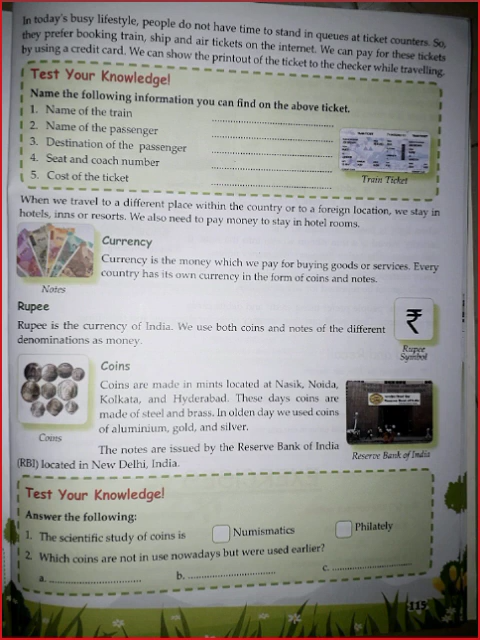 In today's busy lifestyle, people do not have time to stand in queues at ticket counters. So,
they prefer booking train, ship and air tickets on the internet. We can pay for these tickets
by using a credit card. We can show the printout of the ticket to the checker while travelling.
Test Your Knowledge!
Name the following information you can find on the above ticket.
1. Name of the train ..............................
2. Name of the passenger ..............................
3. Destination of the passenger ..............................
4. Seat and coach number ..............................
5. Cost of the ticket ..............................
Train Ticket
When we travel to a different place within the country or to a foreign location, we stay in
hotels, inns or resorts. We also need to pay money to stay in hotel rooms.
Currency
Currency is the money which we pay for buying goods or services. Every
country has its own currency in the form of coins and notes.
Notes
Rupee
Rupee is the currency of India. We use both coins and notes of the different
denominations as money.
₹
Rupee
Symbol
Coins
Coins are made in mints located at Nasik, Noida,
Kolkata, and Hyderabad. These days coins are
made of steel and brass. In olden day we used coins
of aluminium, gold, and silver.
Coins
The notes are issued by the Reserve Bank of India
(RBI) located in New Delhi, India.
Reserve Bank of India
Test Your Knowledge!
Answer the following:
1. The scientific study of coins is Numismatics Philately
2. Which coins are not in use nowadays but were used earlier?
a. ........................ b. ........................ c. ........................
115